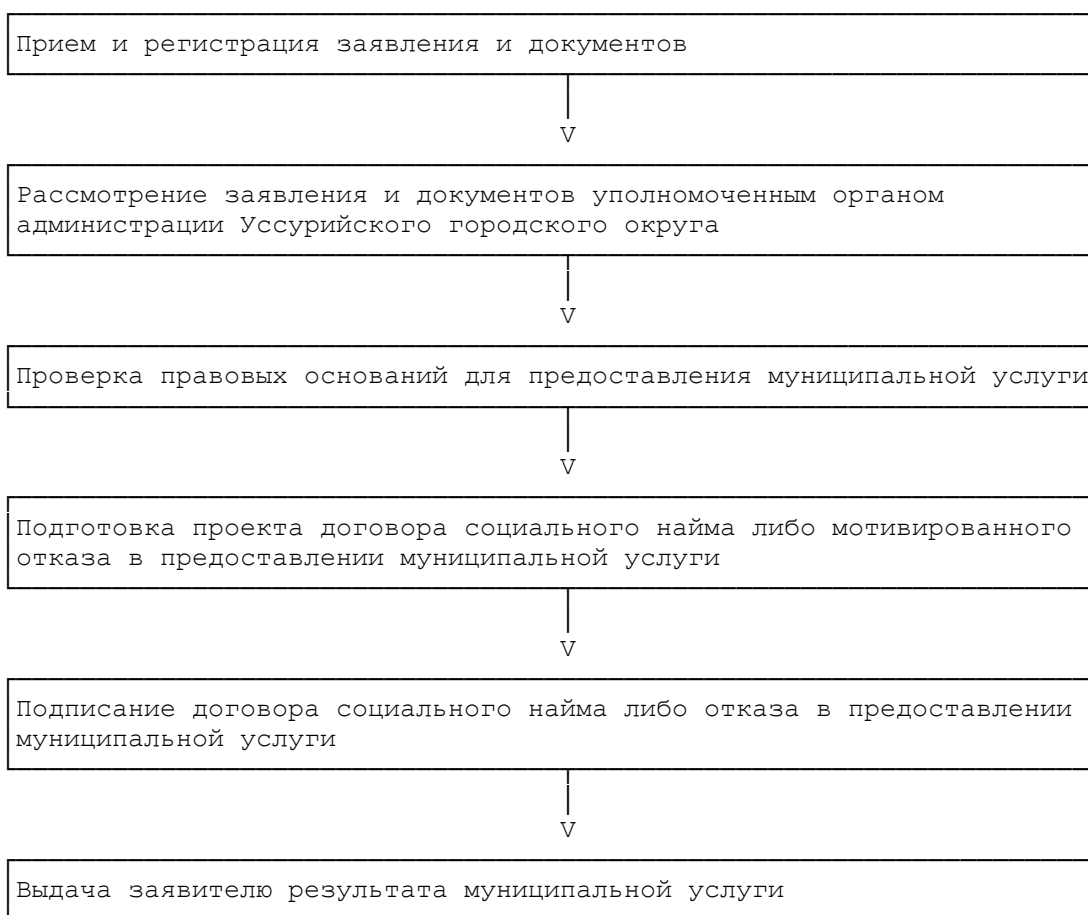 Прием и регистрация заявления и документов
V
Рассмотрение заявления и документов уполномоченным органом
администрации Уссурийского городского округа
V
Проверка правовых оснований для предоставления муниципальной услуги
V
Подготовка проекта договора социального найма либо мотивированного
отказа в предоставлении муниципальной услуги
V
Подписание договора социального найма либо отказа в предоставлении
муниципальной услуги
V
Выдача заявителю результата муниципальной услуги